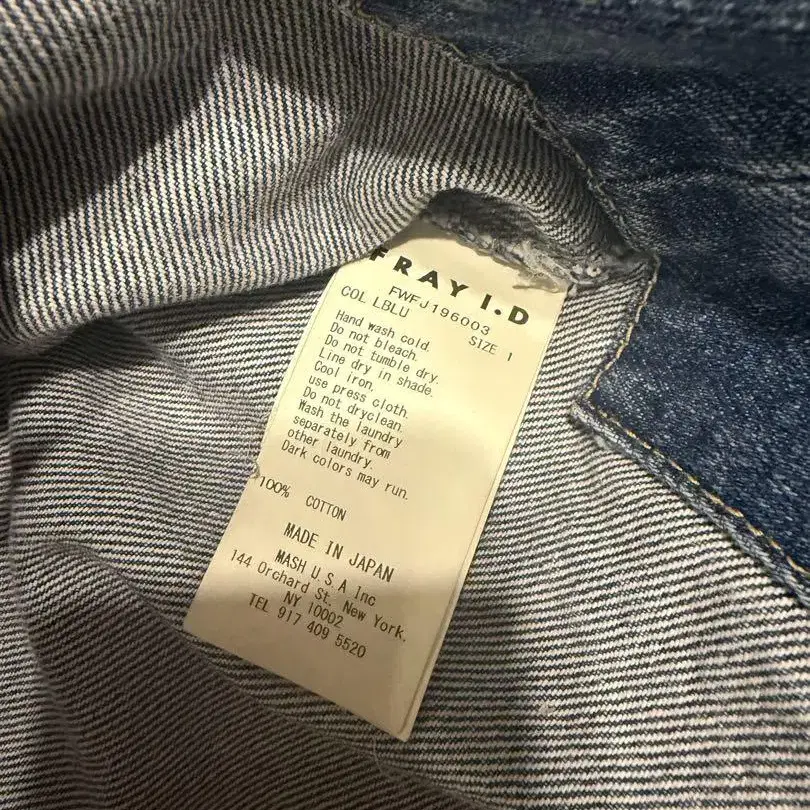 FRAY I.D
FWFJ196003
COL LBLU SIZE 1
Hand wash cold.
Do not bleach.
Do not tumble dry.
Line dry in shade.
Cool iron,
use press cloth.
Do not dryclean.
Wash the laundry
separately from
other laundry.
Dark colors may run.
100% COTTON
MADE IN JAPAN
MASH U.S.A Inc
144 Orchard St. New York.
NY 10002
TEL 917 409 5520